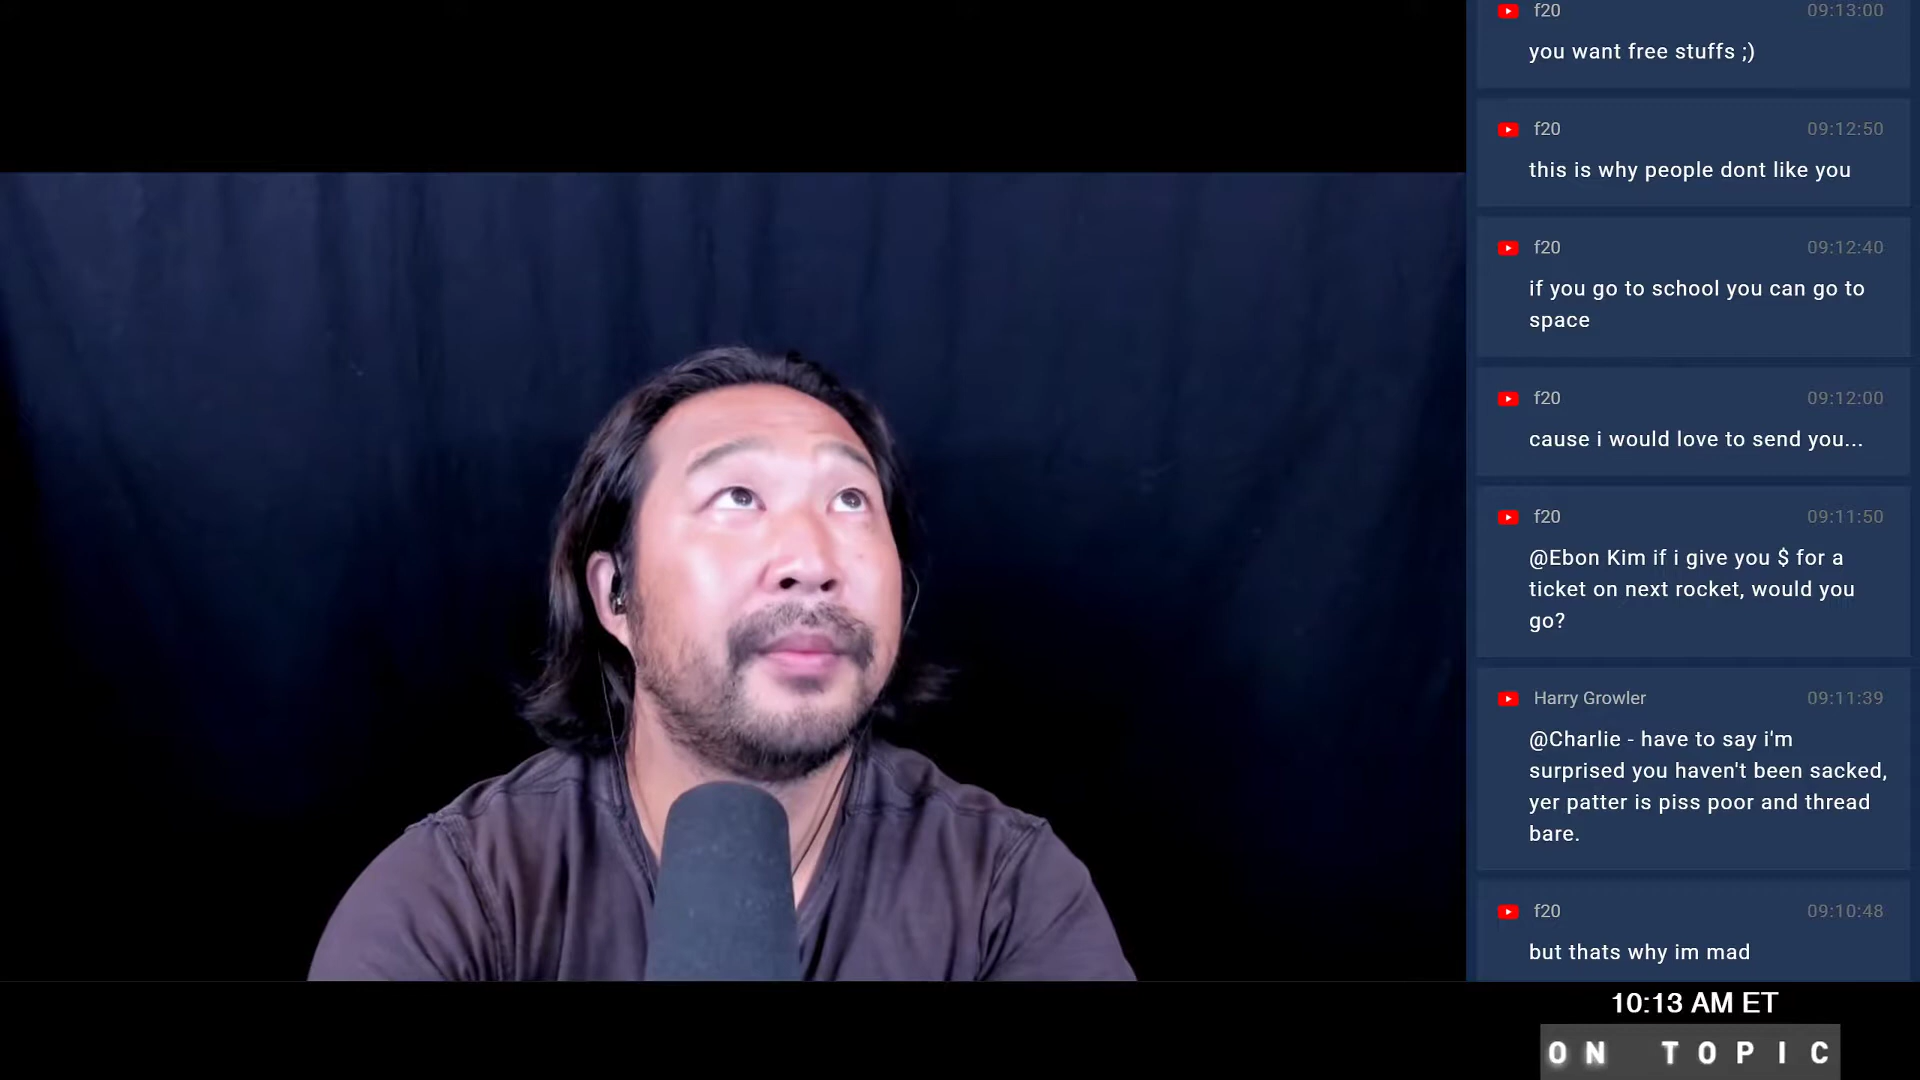 f20 09:13:00
you want free stuffs ;)
f20 09:12:50
this is why people dont like you
f20 09:12:40
if you go to school you can go to
space
f20 09:12:00
cause i would love to send you...
f20 09:11:50
@Ebon Kim if i give you $ for a
ticket on next rocket, would you
go?
Harry Growler 09:11:39
@Charlie - have to say i'm
surprised you haven't been sacked,
yer patter is piss poor and thread
bare.
f20 09:10:48
but thats why im mad
10:13 AM ET
ON TOPIC